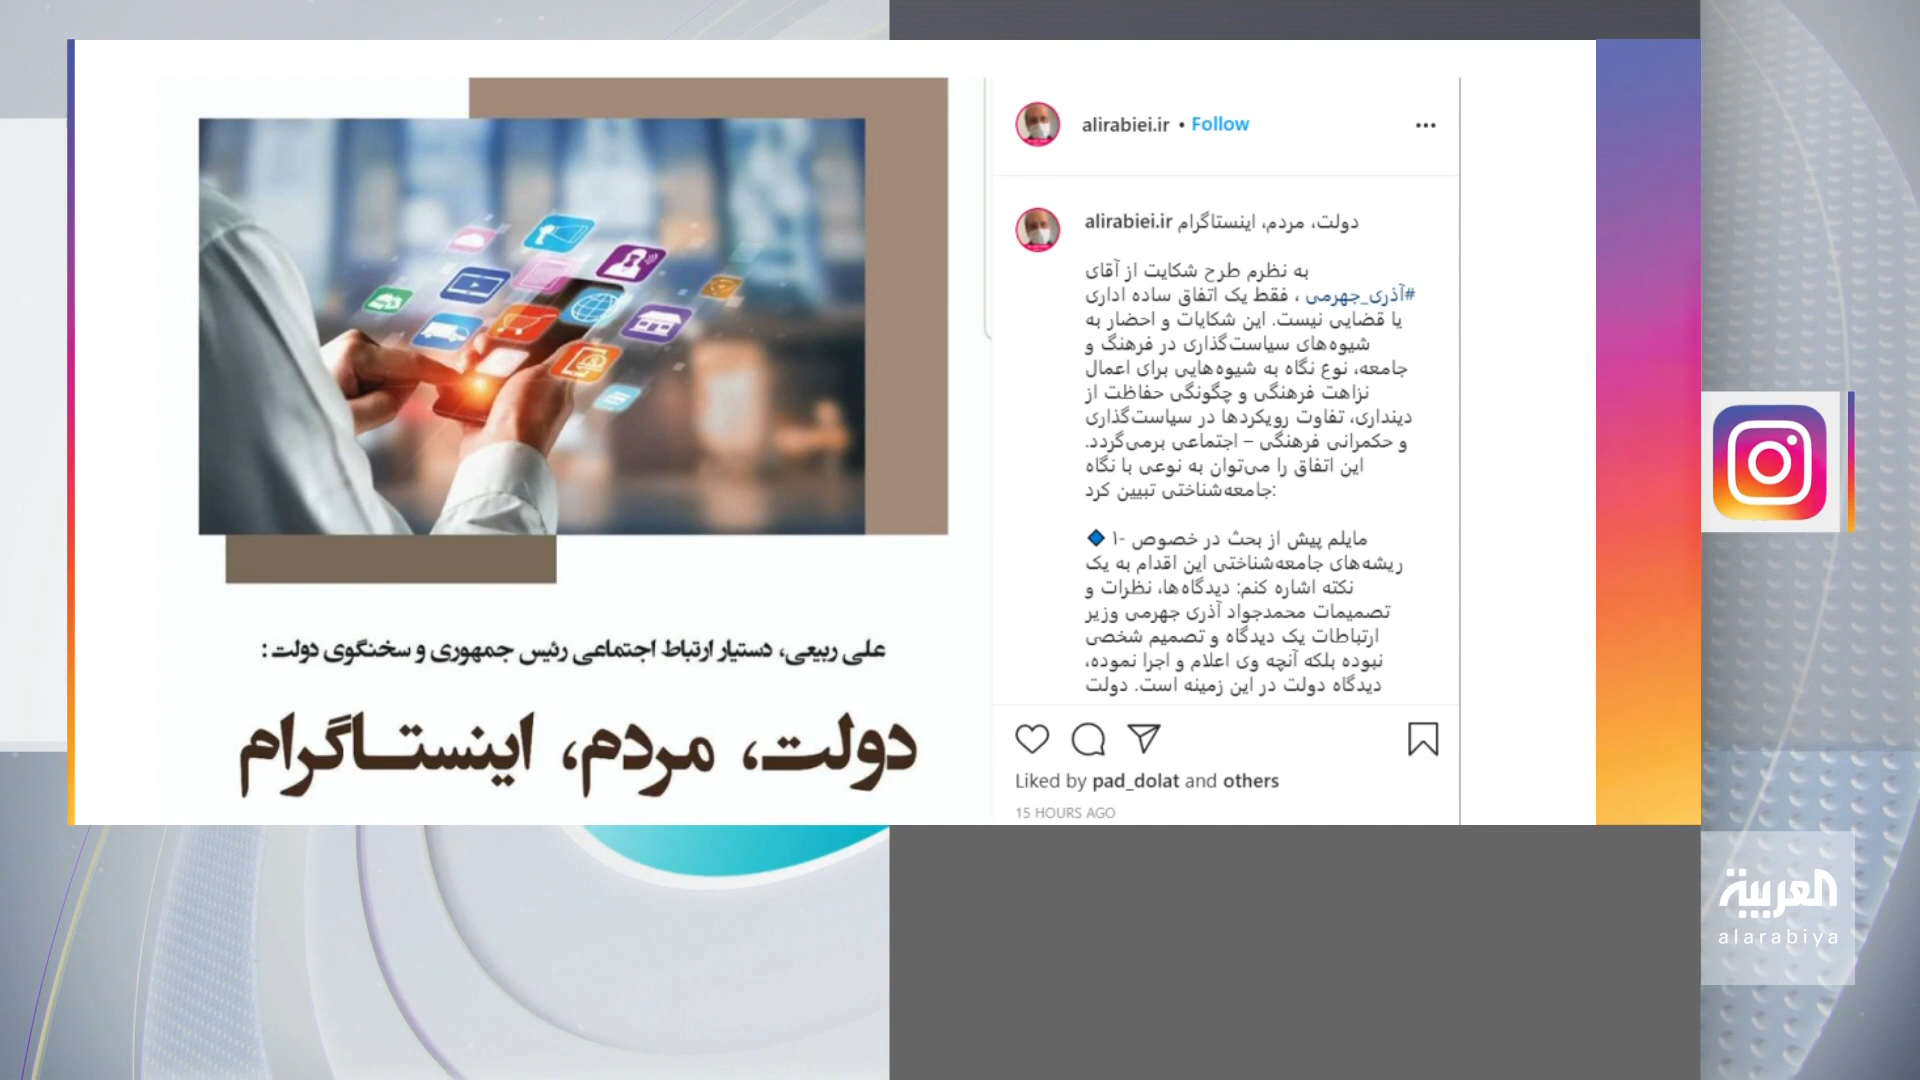 علی ربیعی، دستیار ارتباط اجتماعی رئیس جمهوری و سخنگوی دولت :
دولت، مردم، اینستاگرام
alirabiei.ir • Follow
alirabiei.ir دولت، مردم، اینستاگرام
به نظرم طرح شکایت از آقای
#آذری_جهرمی ، فقط یک اتفاق ساده اداری
یا قضایی نیست. این شکایات و احضار به
شیوه‌های سیاست‌گذاری در فرهنگ و
جامعه، نوع نگاه به شیوه‌هایی برای اعمال
نزاهت فرهنگی و چگونگی حفاظت از
دینداری، تفاوت رویکردها در سیاست‌گذاری
و حکمرانی فرهنگی – اجتماعی برمی‌گردد.
این اتفاق را می‌توان به نوعی با نگاه
جامعه‌شناختی تبیین کرد:
🔷 ۱- مایلم پیش از بحث در خصوص
ریشه‌های جامعه‌شناختی این اقدام به یک
نکته اشاره کنم: دیدگاه‌ها، نظرات و
تصمیمات محمدجواد آذری جهرمی وزیر
ارتباطات یک دیدگاه و تصمیم شخصی
نبوده بلکه آنچه وی اعلام و اجرا نموده،
دیدگاه دولت در این زمینه است. دولت
Liked by pad_dolat and others
15 HOURS AGO
العربية
alarabiya